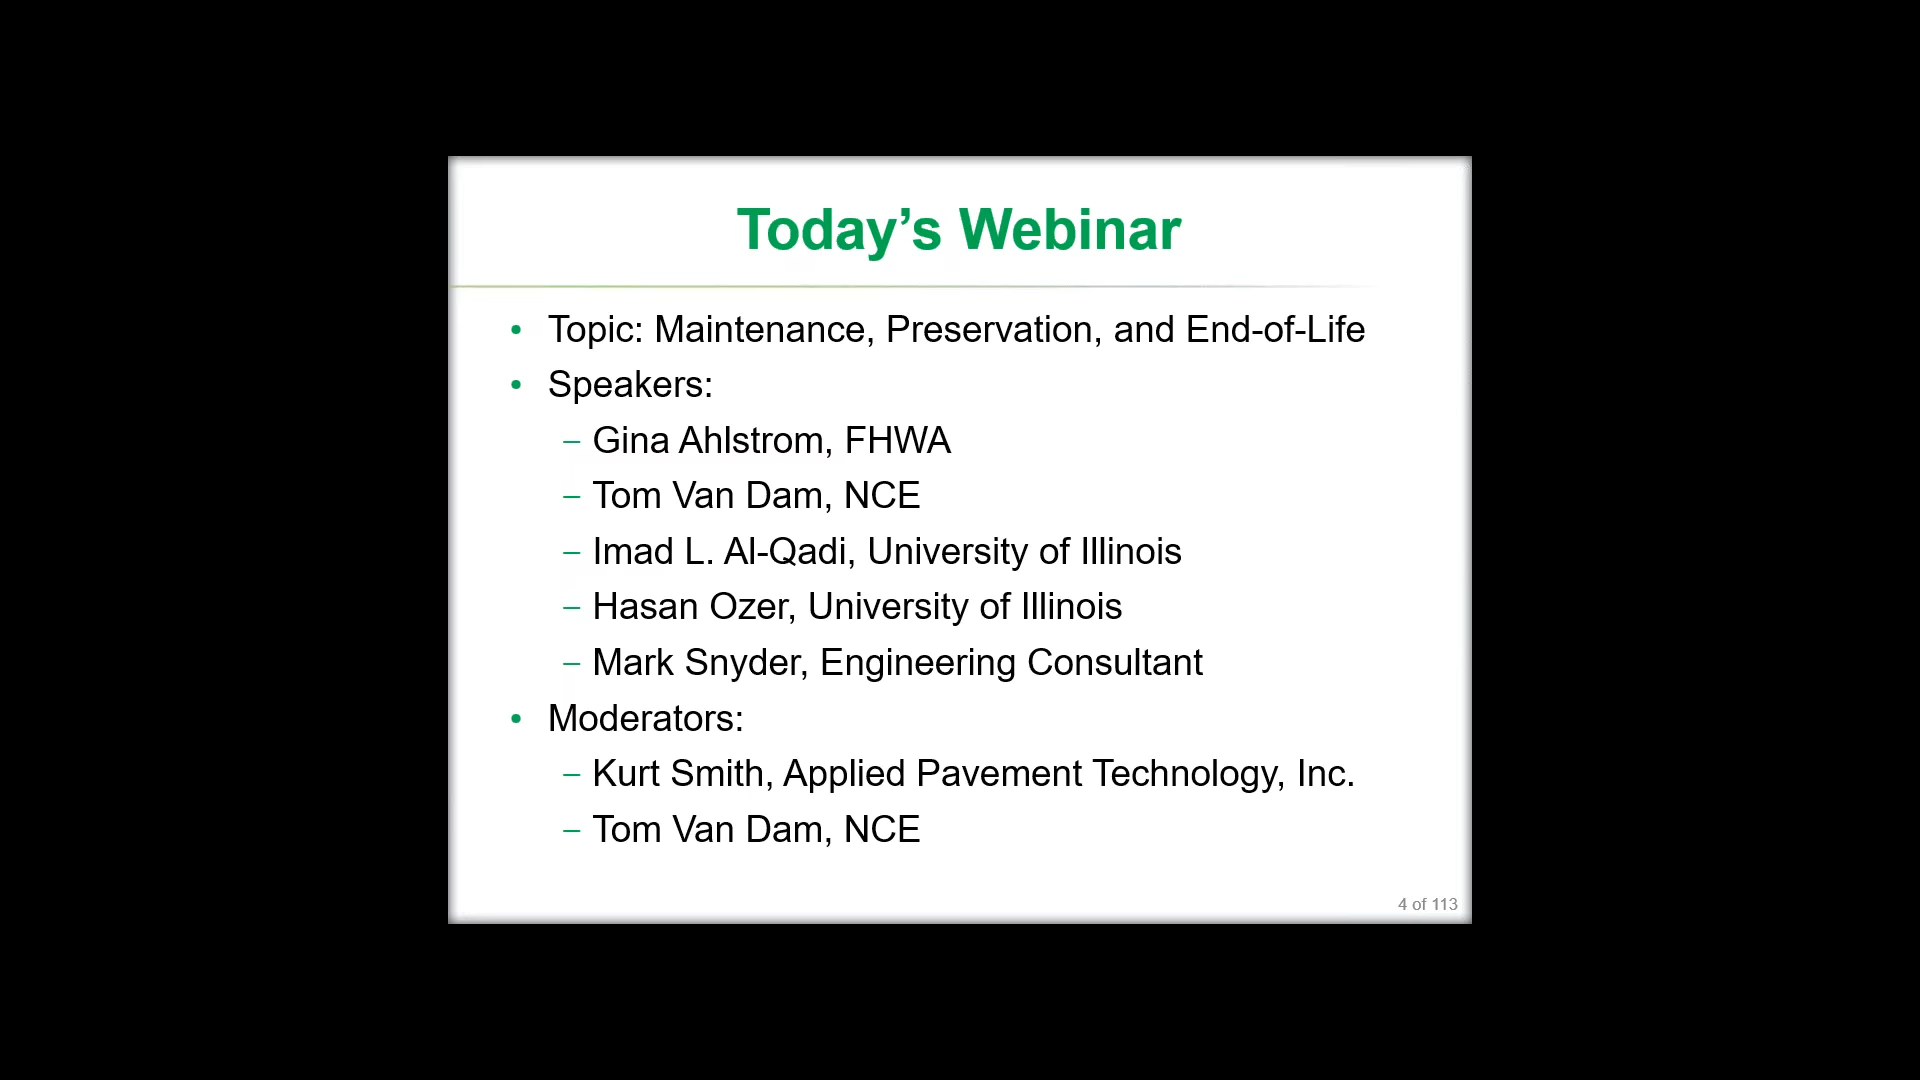 Today’s Webinar
• Topic: Maintenance, Preservation, and End-of-Life
• Speakers:
– Gina Ahlstrom, FHWA
– Tom Van Dam, NCE
– Imad L. Al-Qadi, University of Illinois
– Hasan Ozer, University of Illinois
– Mark Snyder, Engineering Consultant
• Moderators:
– Kurt Smith, Applied Pavement Technology, Inc.
– Tom Van Dam, NCE
4 of 113